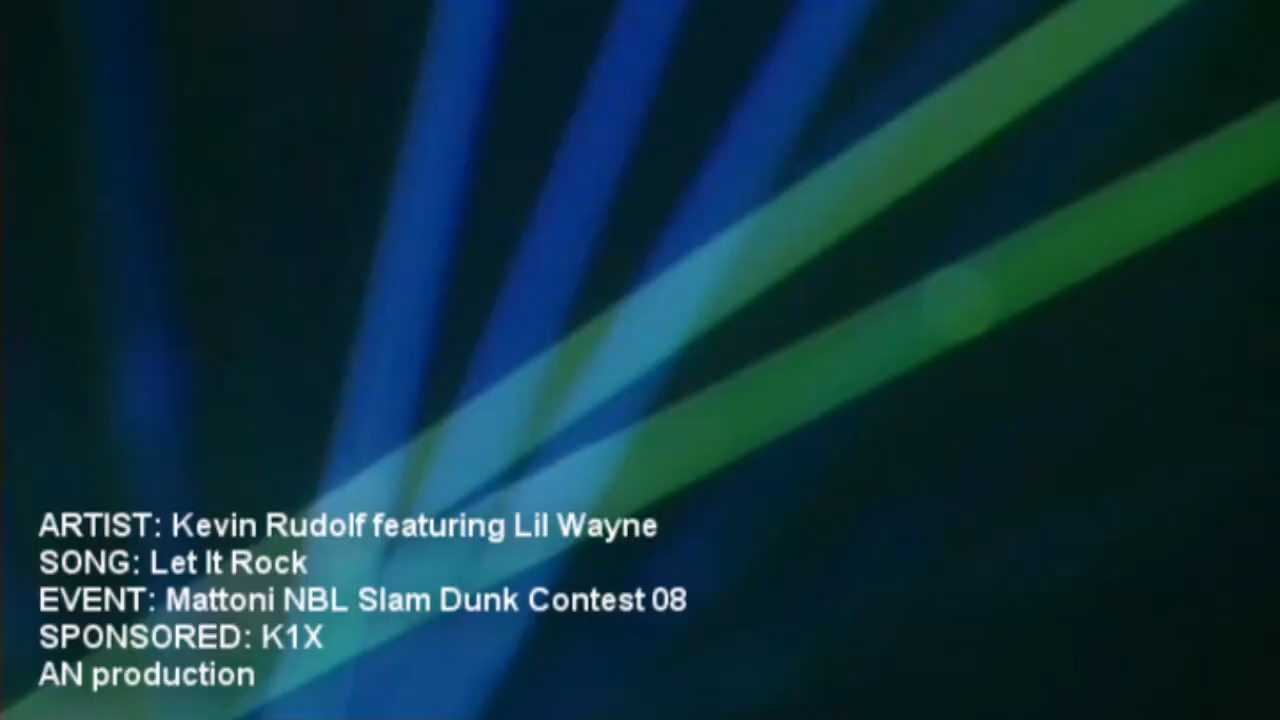 ARTIST: Kevin Rudolf featuring Lil Wayne
SONG: Let It Rock
EVENT: Mattoni NBL Slam Dunk Contest 08
SPONSORED: K1X
AN production